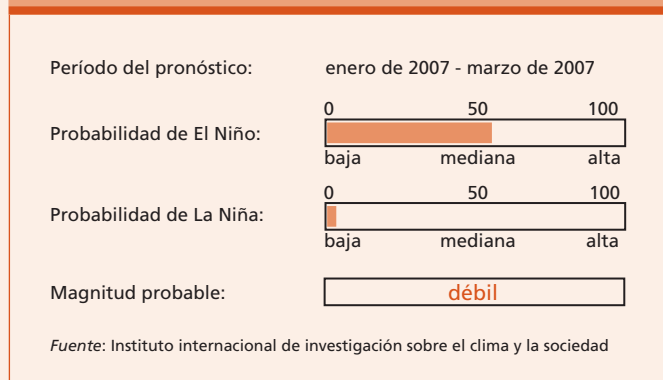 Período del pronóstico: enero de 2007 - marzo de 2007
0 50 100
Probabilidad de El Niño:
baja mediana alta
0 50 100
Probabilidad de La Niña:
baja mediana alta
Magnitud probable: débil
Fuente: Instituto internacional de investigación sobre el clima y la sociedad